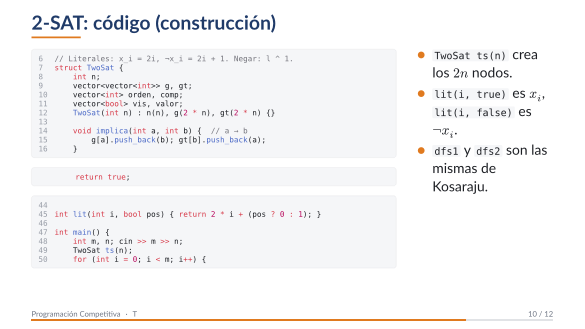 2-SAT: código (construcción)
6 // Literales: x_i = 2i, ¬x_i = 2i + 1. Negar: l ^ 1.
7 struct TwoSat {
8 int n;
9 vector<vector<int>> g, gt;
10 vector<int> orden, comp;
11 vector<bool> vis, valor;
12 TwoSat(int n) : n(n), g(2 * n), gt(2 * n) {}
13
14 void implica(int a, int b) { // a → b
15 g[a].push_back(b); gt[b].push_back(a);
16 }
return true;
44
45 int lit(int i, bool pos) { return 2 * i + (pos ? 0 : 1); }
46
47 int main() {
48 int m, n; cin >> m >> n;
49 TwoSat ts(n);
50 for (int i = 0; i < m; i++) {
• TwoSat ts(n) crea
los 2n nodos.
• lit(i, true) es x_i,
lit(i, false) es
¬x_i.
• dfs1 y dfs2 son las
mismas de
Kosaraju.
Programación Competitiva · T
10 / 12